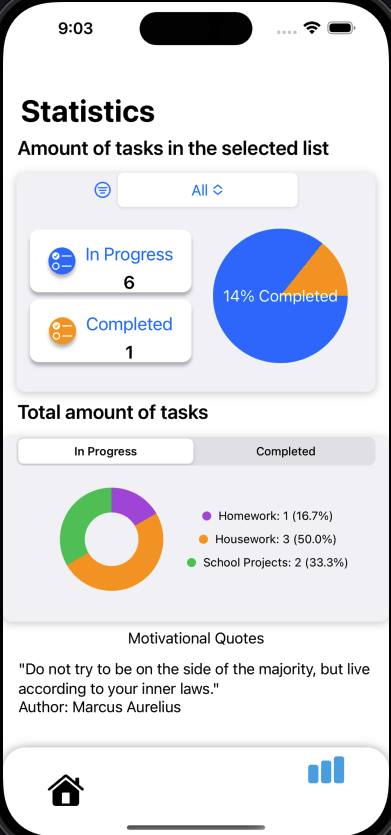 9:03
Statistics
Amount of tasks in the selected list
All
In Progress
6
14% Completed
Completed
1
Total amount of tasks
In Progress
Completed
Homework: 1 (16.7%)
Housework: 3 (50.0%)
School Projects: 2 (33.3%)
Motivational Quotes
"Do not try to be on the side of the majority, but live
according to your inner laws."
Author: Marcus Aurelius